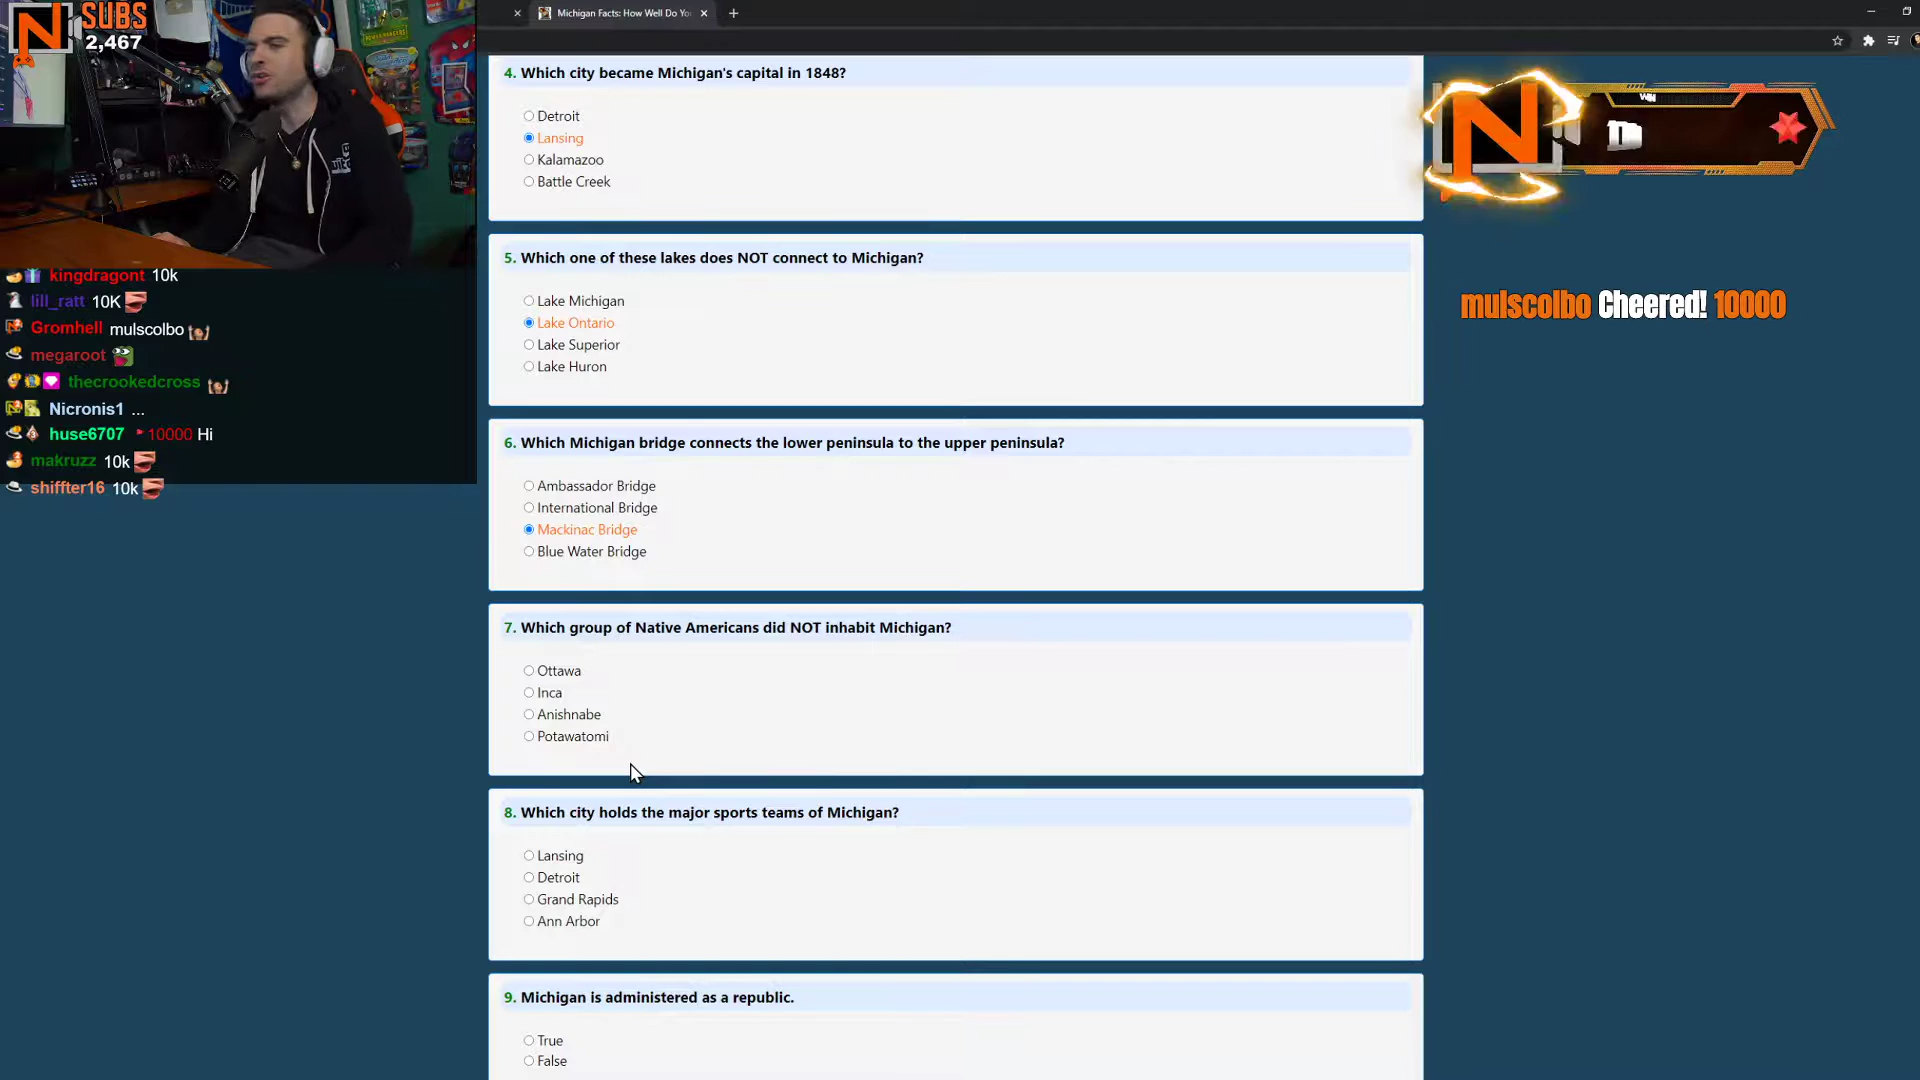 SUBS
2,467
Michigan Facts: How Well Do Yo
4. Which city became Michigan's capital in 1848?
Detroit
Lansing
Kalamazoo
Battle Creek
5. Which one of these lakes does NOT connect to Michigan?
Lake Michigan
Lake Ontario
Lake Superior
Lake Huron
6. Which Michigan bridge connects the lower peninsula to the upper peninsula?
Ambassador Bridge
International Bridge
Mackinac Bridge
Blue Water Bridge
7. Which group of Native Americans did NOT inhabit Michigan?
Ottawa
Inca
Anishnabe
Potawatomi
8. Which city holds the major sports teams of Michigan?
Lansing
Detroit
Grand Rapids
Ann Arbor
9. Michigan is administered as a republic.
True
False
kingdragont 10k
lill_ratt 10K
Gromhell mulscolbo
megaroot
thecrookedcross
Nicronis1 ...
huse6707 10000 Hi
makruzz 10k
shiffter16 10k
N
mulscolbo Cheered! 10000